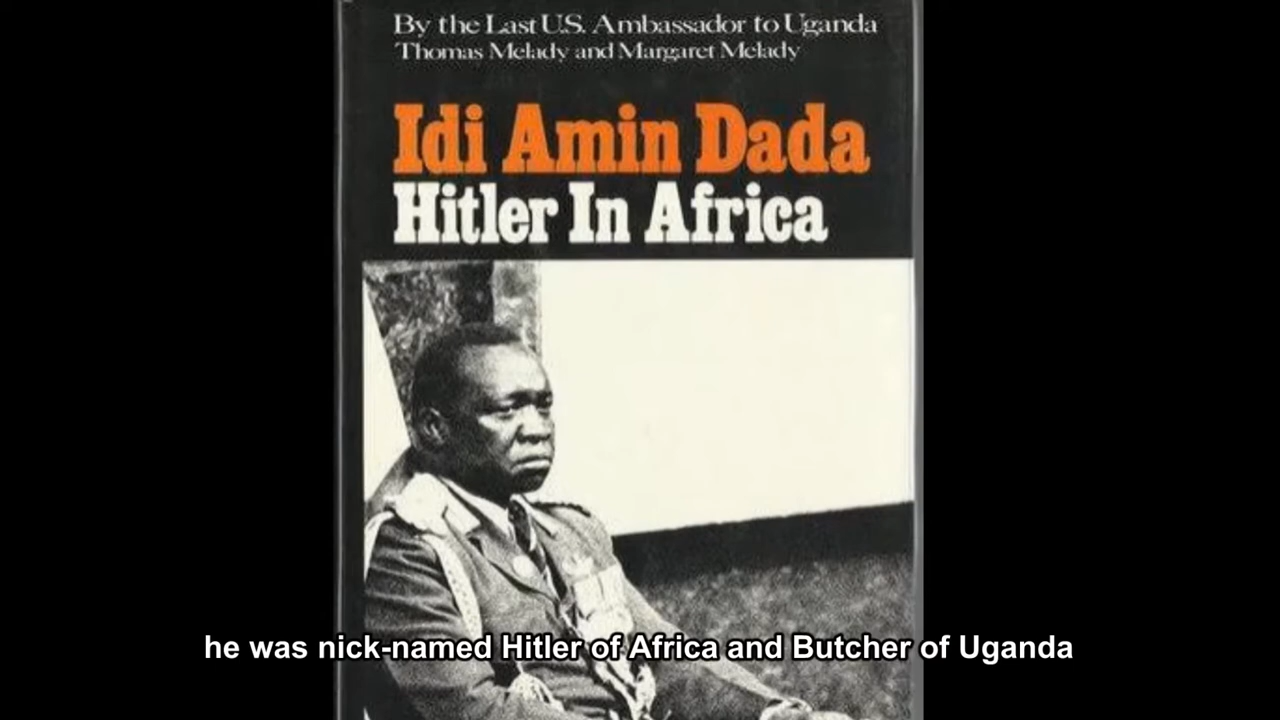 By the Last U.S. Ambassador to Uganda
Thomas Melady and Margaret Melady
Idi Amin Dada
Hitler In Africa
he was nick-named Hitler of Africa and Butcher of Uganda